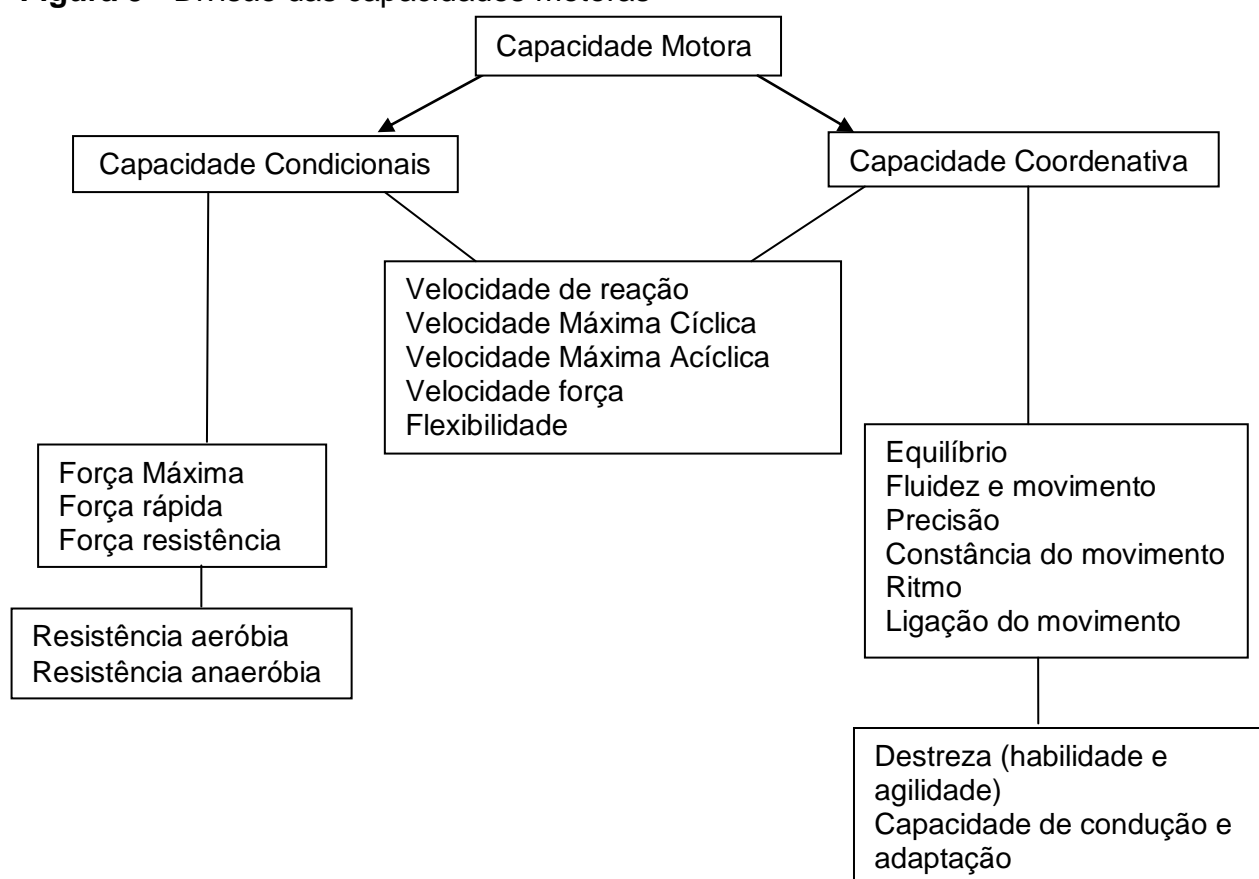 Capacidade Motora
Capacidade Condicionais
Capacidade Coordenativa
Velocidade de reação
Velocidade Máxima Cíclica
Velocidade Máxima Acíclica
Velocidade força
Flexibilidade
Força Máxima
Força rápida
Força resistência
Resistência aeróbia
Resistência anaeróbia
Equilíbrio
Fluidez e movimento
Precisão
Constância do movimento
Ritmo
Ligação do movimento
Destreza (habilidade e
agilidade)
Capacidade de condução e
adaptação